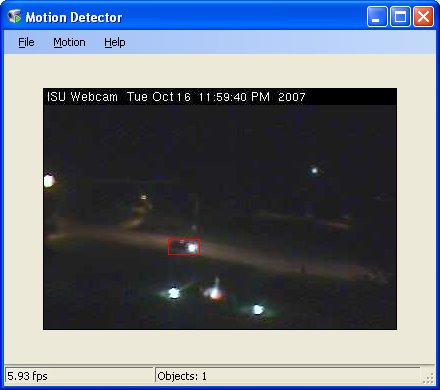 Motion Detector
File Motion Help
ISU Webcam Tue Oct 16 11:59:40 PM 2007
5.93 fps
Objects: 1